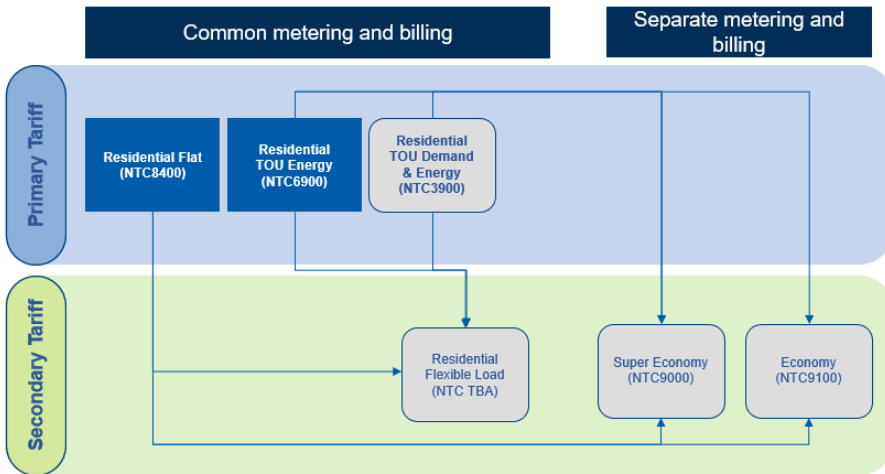 Common metering and billing
Separate metering and
billing
Primary Tariff
Residential Flat
(NTC8400)
Residential
TOU Energy
(NTC6900)
Residential
TOU Demand
& Energy
(NTC3900)
Secondary Tariff
Residential
Flexible Load
(NTC TBA)
Super Economy
(NTC9000)
Economy
(NTC9100)